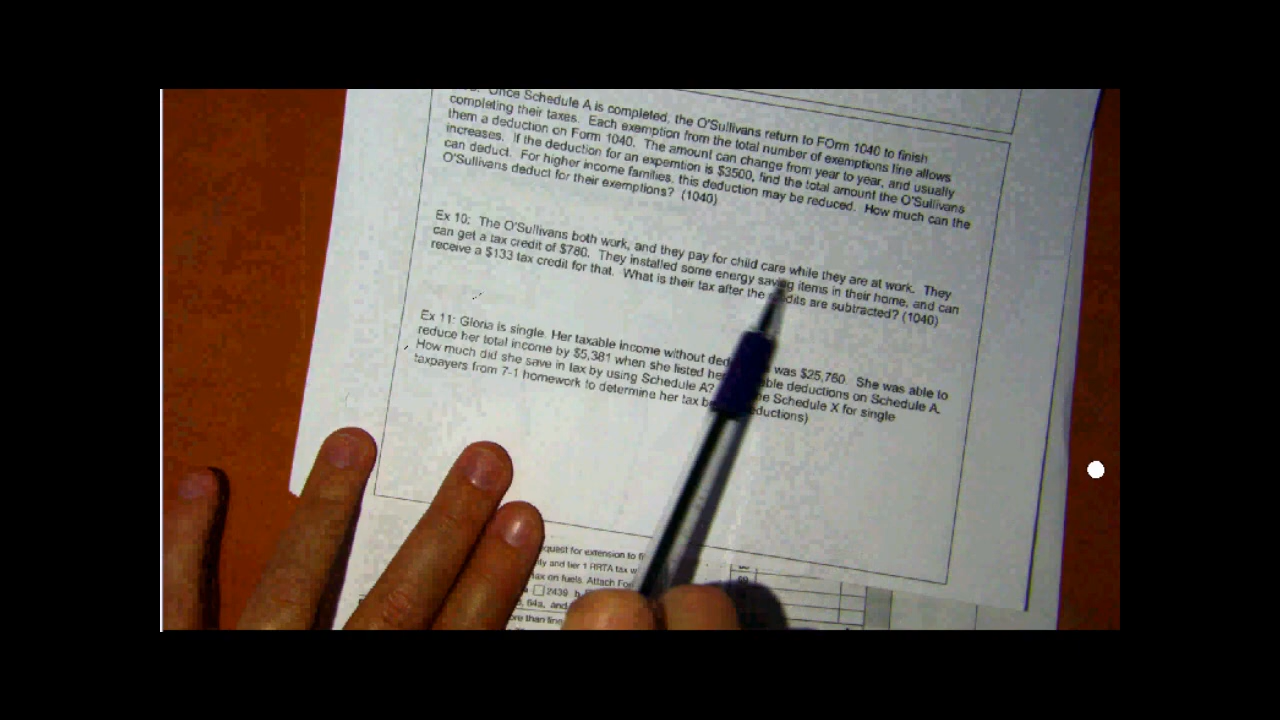 Once Schedule A is completed, the O'Sullivans return to FOrm 1040 to finish
completing their taxes. Each exemption from the total number of exemptions line allows
them a deduction on Form 1040. The amount can change from year to year, and usually
increases. If the deduction for an experntion is $3500, find the total amount the O'Sullivans
can deduct. For higher income families, this deduction may be reduced. How much can the
O'Sullivans deduct for their exemptions? (1040)
Ex 10: The O'Sullivans both work, and they pay for child care while they are at work. They
can get a tax credit of $780. They installed some energy saving items in their home, and can
receive a $133 tax credit for that. What is their tax after the credits are subtracted? (1040)
Ex 11: Gloria is single. Her taxable income without ded was $25,760. She was able to
reduce her total income by $5,381 when she listed her able deductions on Schedule A.
How much did she save in tax by using Schedule A? Schedule X for single
taxpayers from 7-1 homework to determine her tax eductions)
quest for extension to
and tier 1 RRTA tax
tax on fuels. Attach
2439 b
64a, and
ore than line
69